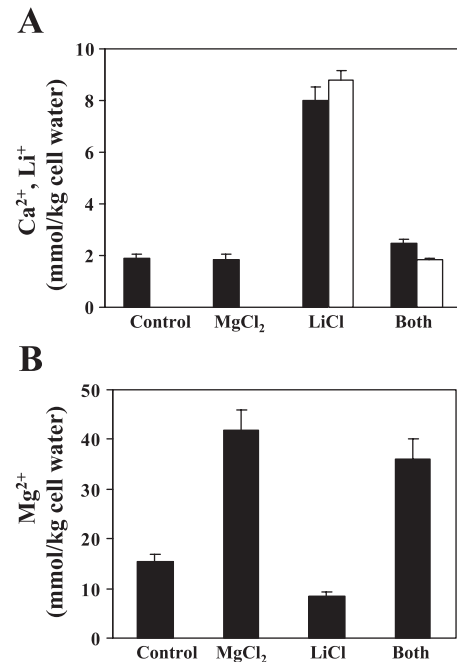 A
Ca²⁺, Li⁺
(mmol/kg cell water)
10
8
6
4
2
0
Control MgCl₂ LiCl Both
B
Mg²⁺
(mmol/kg cell water)
50
40
30
20
10
0
Control MgCl₂ LiCl Both